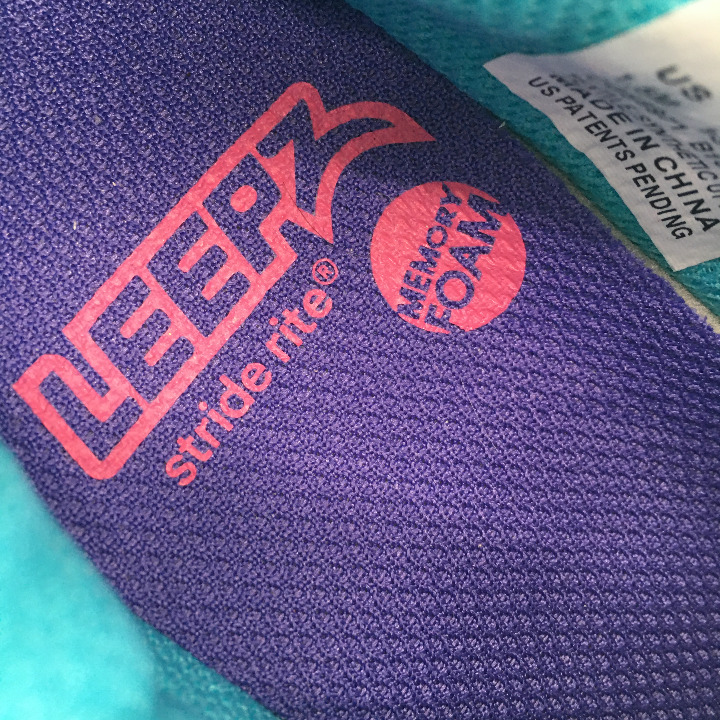 LEEPZ
stride rite®
MEMORY
FOAM
US
MADE IN CHINA
US PATENTS PENDING